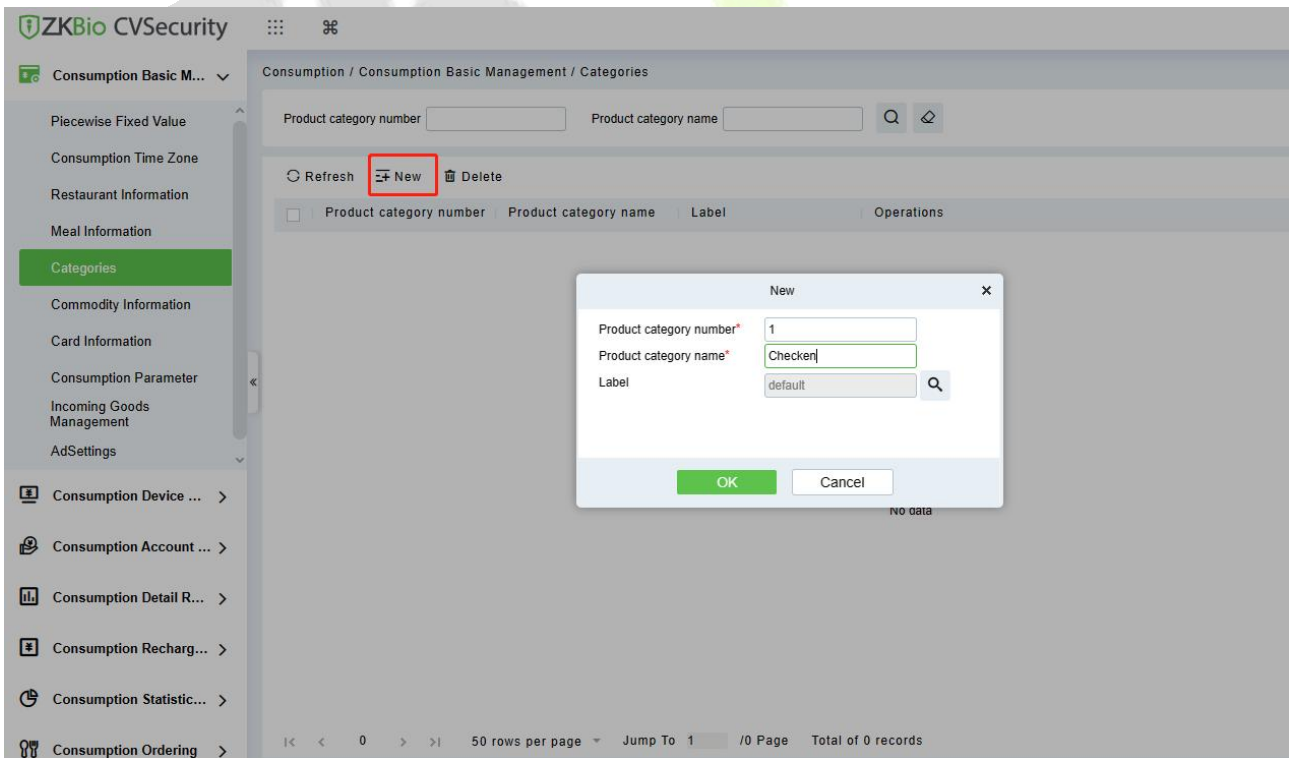 ZKBio CVSecurity
Consumption Basic M...
Consumption / Consumption Basic Management / Categories
Piecewise Fixed Value
Consumption Time Zone
Restaurant Information
Meal Information
Categories
Commodity Information
Card Information
Consumption Parameter
Incoming Goods
Management
AdSettings
Consumption Device ...
Consumption Account ...
Consumption Detail R...
Consumption Recharg...
Consumption Statistic...
Consumption Ordering
Product category number Product category name
Refresh New Delete
Product category number Product category name Label Operations
New
Product category number* 1
Product category name* Checken
Label default
OK Cancel
No data
0 50 rows per page Jump To 1 /0 Page Total of 0 records